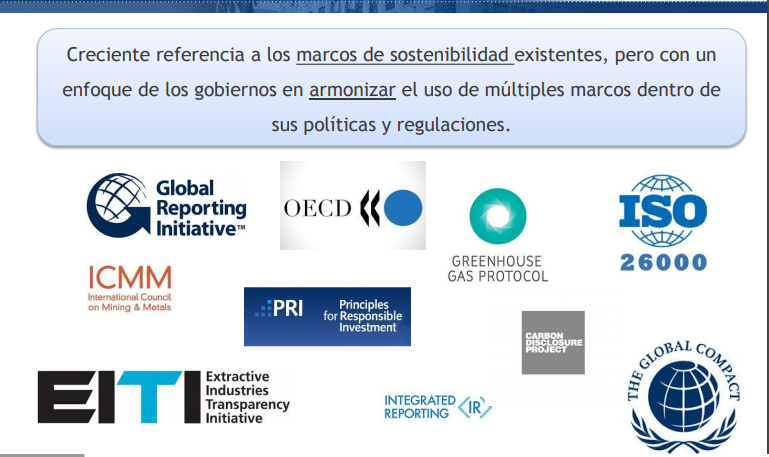 Creciente referencia a los marcos de sostenibilidad existentes, pero con un
enfoque de los gobiernos en armonizar el uso de múltiples marcos dentro de
sus políticas y regulaciones.
Global
Reporting
Initiative™
OECD
GREENHOUSE
GAS PROTOCOL
ISO
26000
ICMM
International Council
on Mining & Metals
PRI
Principles
for Responsible
Investment
CARBON
DISCLOSURE
PROJECT
THE GLOBAL COMPACT
EITI
Extractive
Industries
Transparency
Initiative
INTEGRATED
REPORTING
<IR>